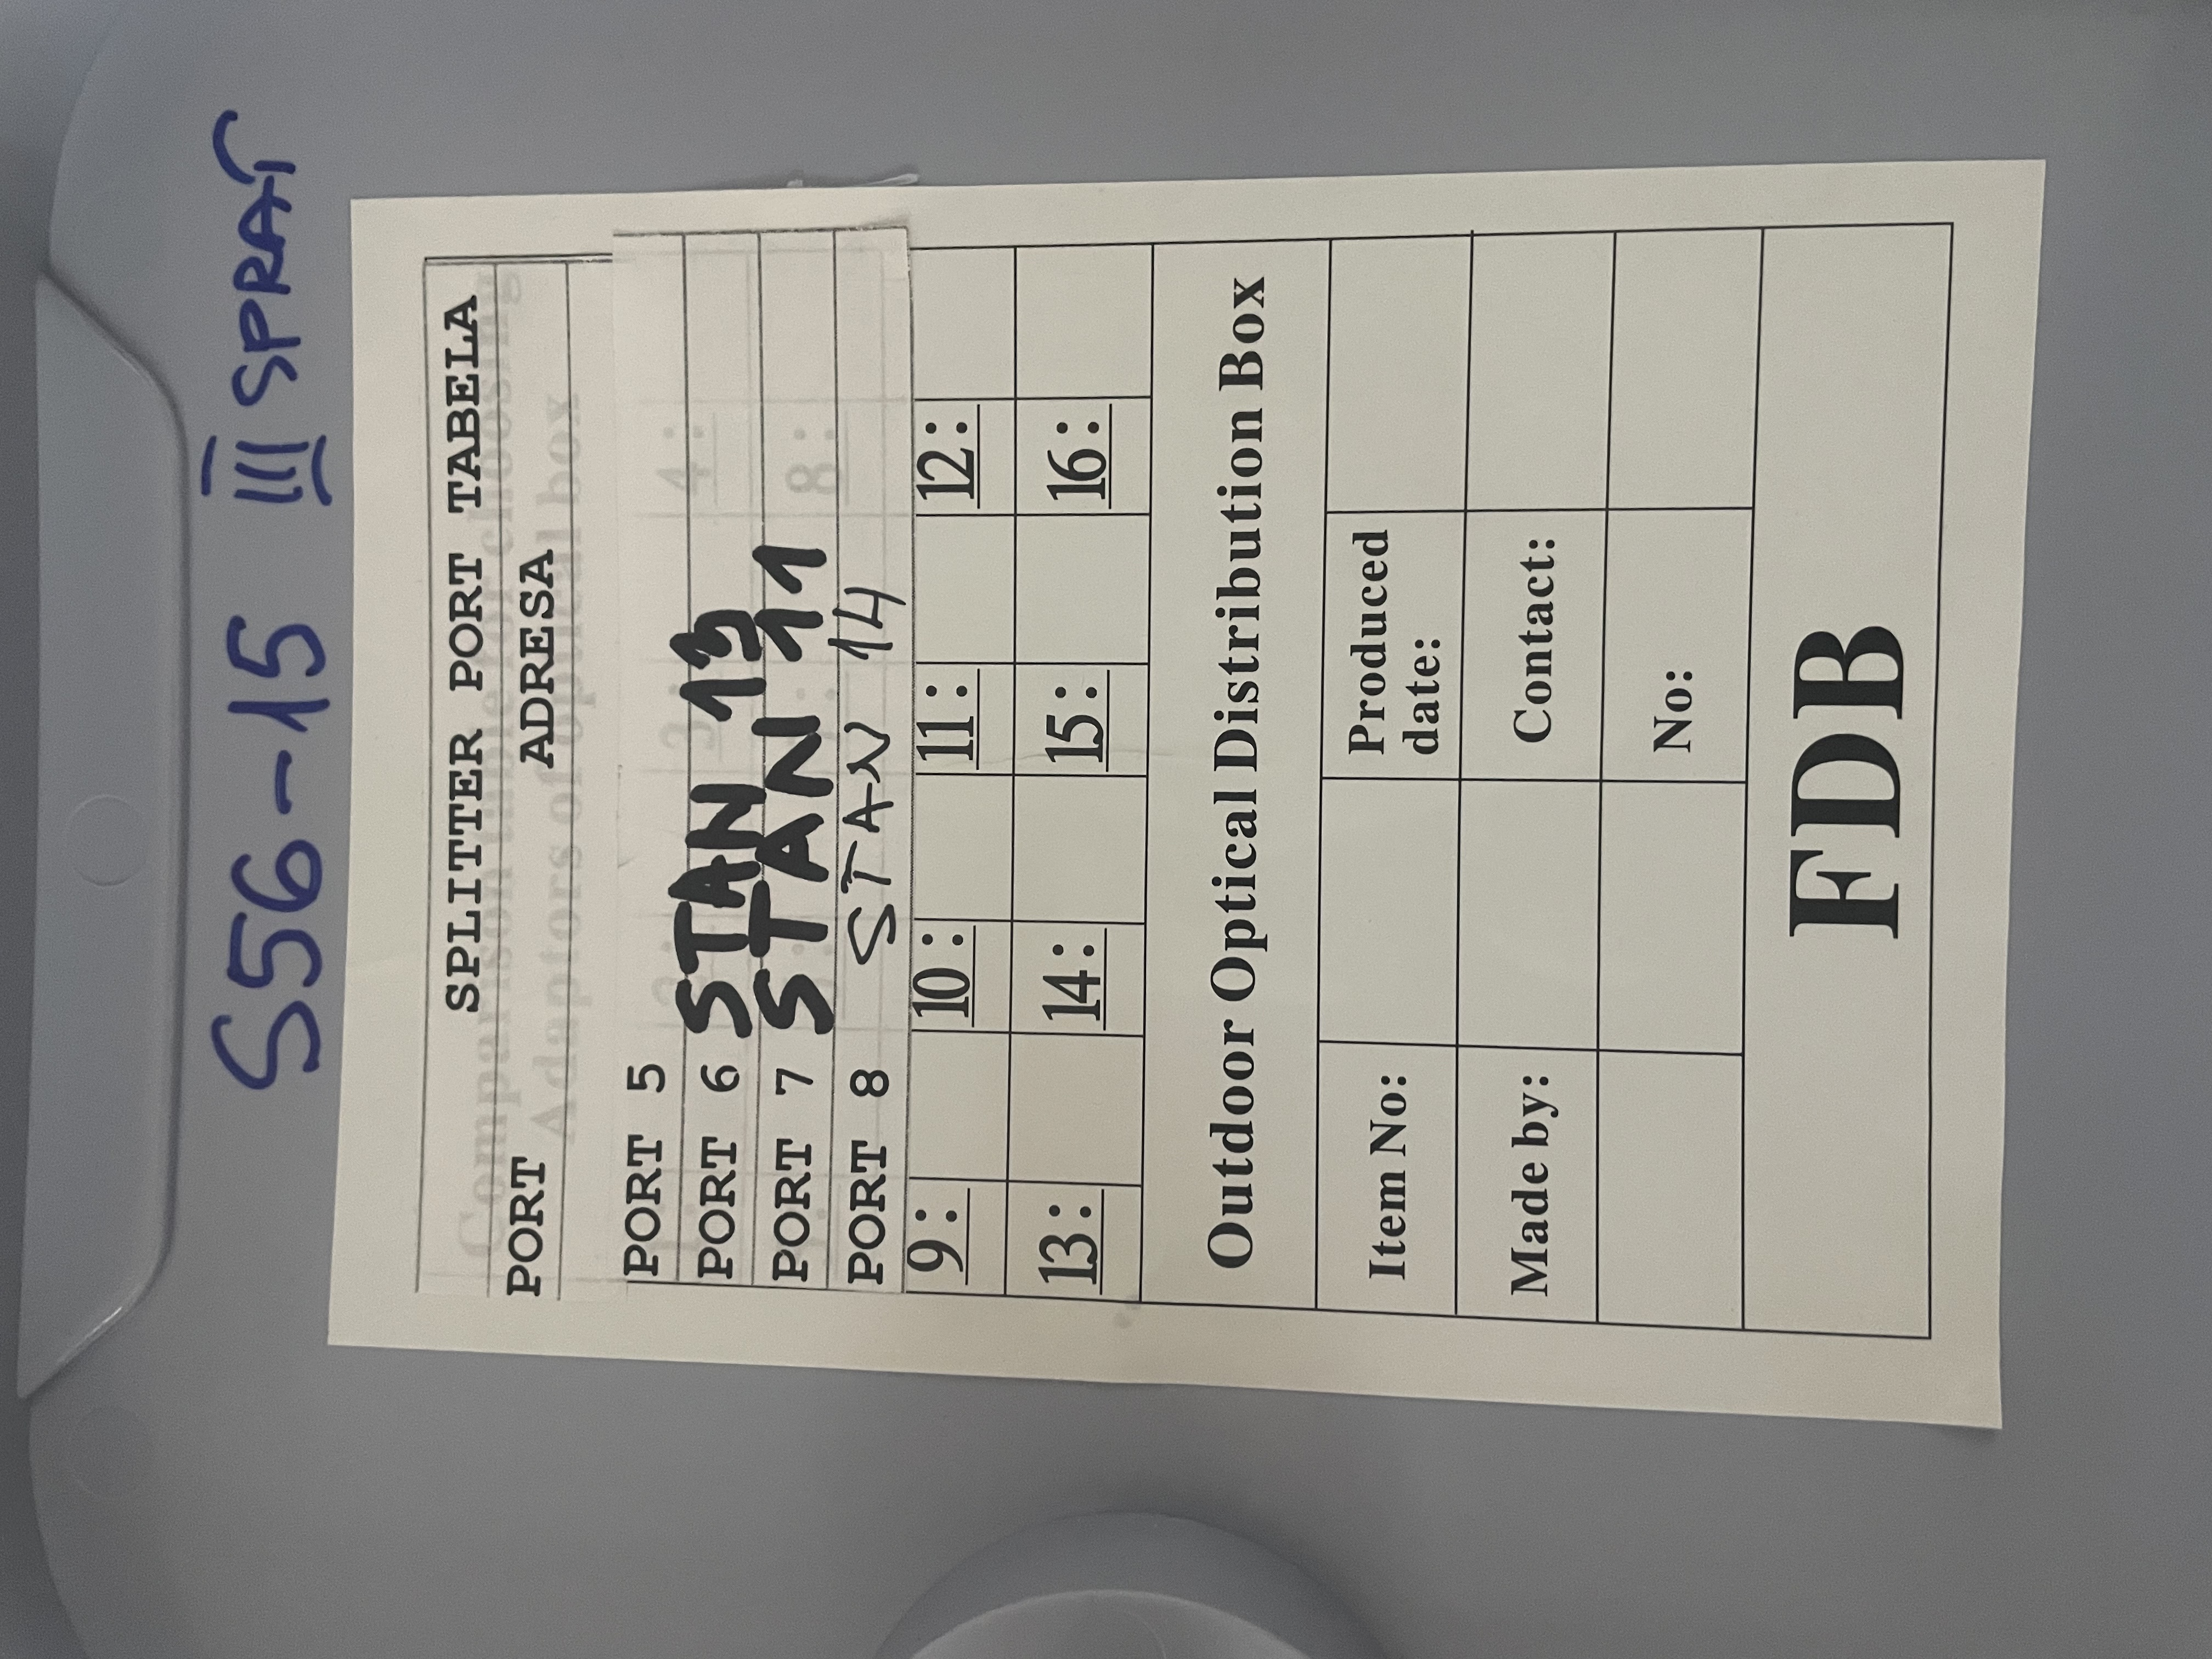 S56-15 III SPRAT
SPLITTER PORT TABELA
PORT ADRESA
PORT 5
PORT 6 STAN 13
PORT 7 STAN 11
PORT 8 STAN 14
9: 10: 11: 12:
13: 14: 15: 16:
Outdoor Optical Distribution Box
Item No: Produced date:
Made by: Contact:
No:
FDB